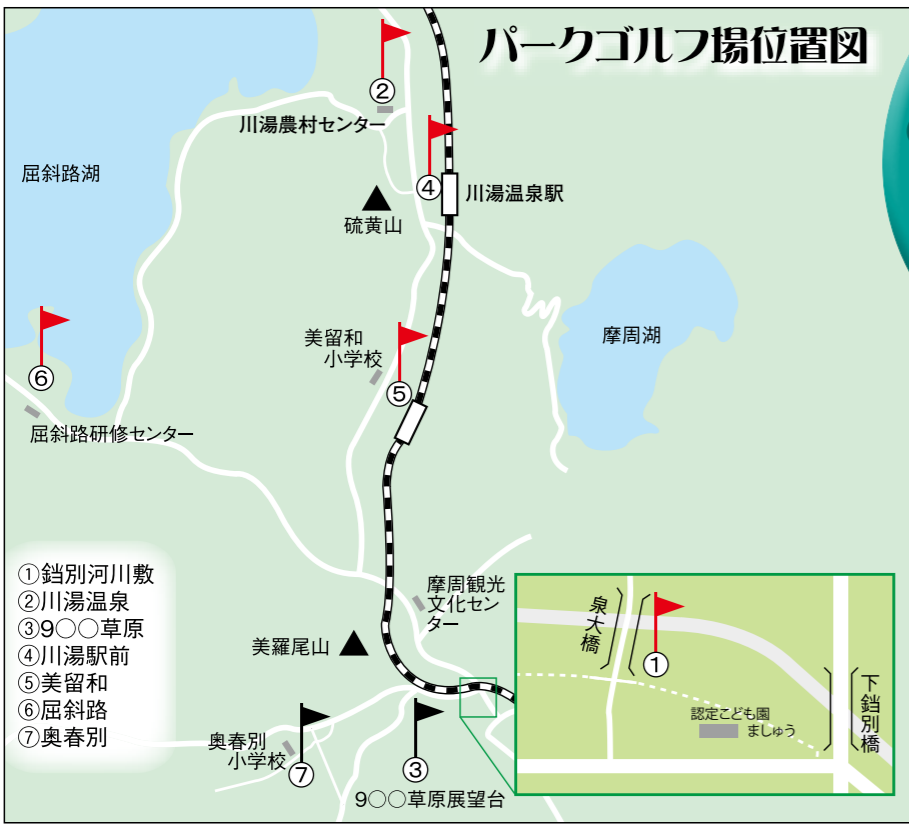 パークゴルフ場位置図
②
川湯農村センター
屈斜路湖
④
川湯温泉駅
硫黄山
摩周湖
美留和
小学校
⑤
⑥
屈斜路研修センター
①鐺別河川敷
②川湯温泉
③9○○草原
④川湯駅前
⑤美留和
⑥屈斜路
⑦奥春別
摩周観光
文化セン
ター
美羅尾山
奥春別
小学校
⑦
③
9○○草原展望台
泉大橋
①
認定こども園
ましゅう
下鐺別橋